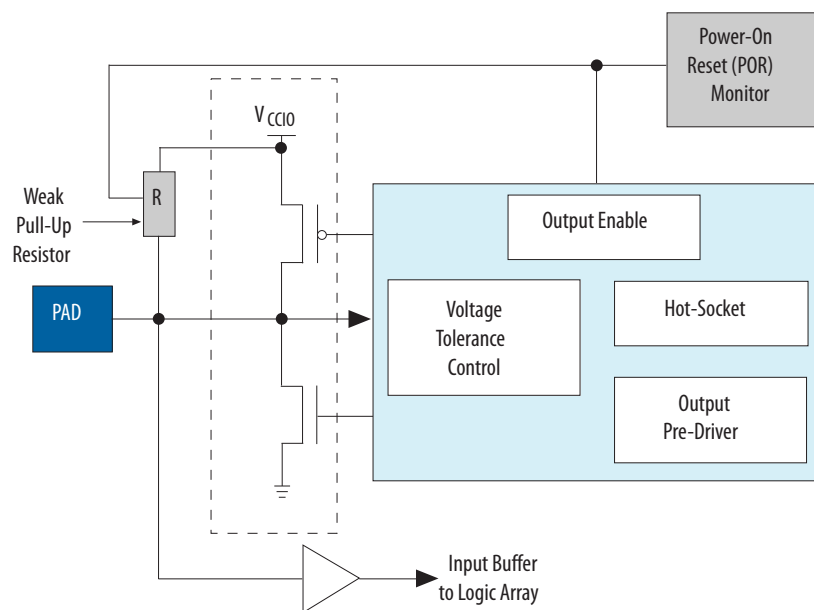 Power-On
Reset (POR)
Monitor
V CCIO
R
Weak
Pull-Up
Resistor
Output Enable
PAD
Voltage
Tolerance
Control
Hot-Socket
Output
Pre-Driver
Input Buffer
to Logic Array